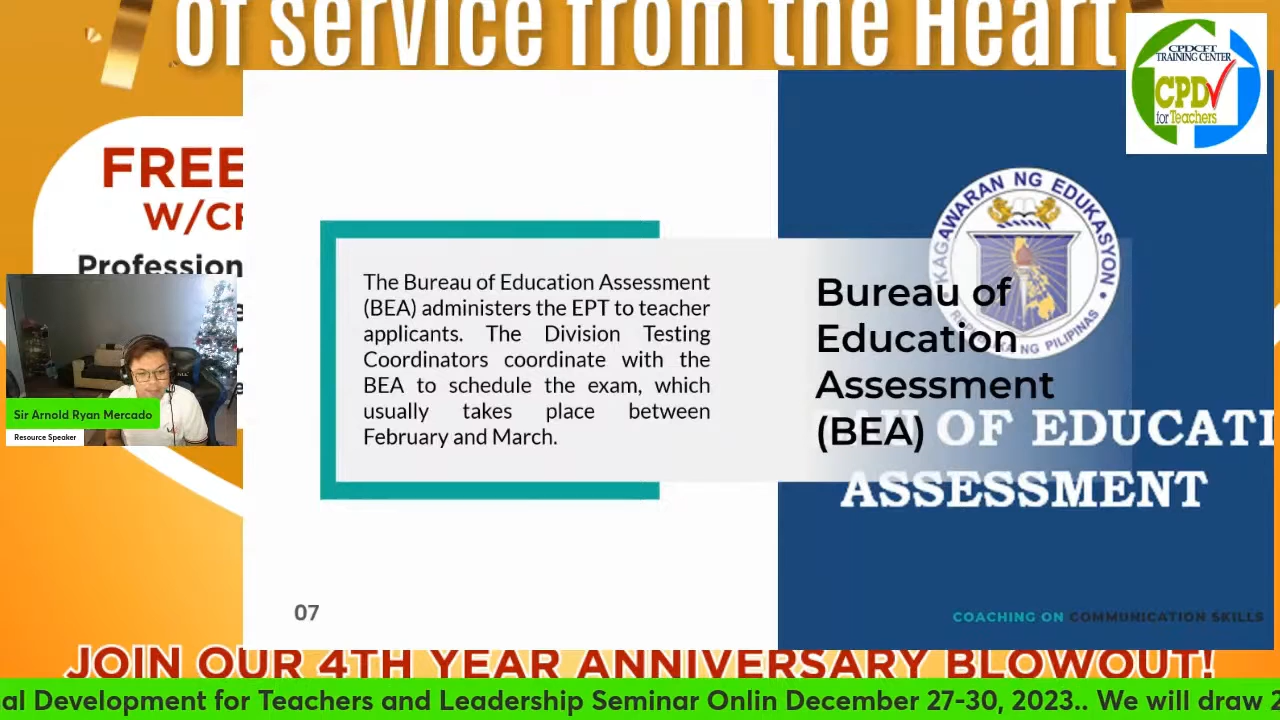 of service from the Heart
CPDCFT
TRAINING CENTER
CPD
for Teachers
FREE
Profession
The Bureau of Education Assessment
(BEA) administers the EPT to teacher
applicants. The Division Testing
Coordinators coordinate with the
BEA to schedule the exam, which
usually takes place between
February and March.
Bureau of
Education
Assessment
(BEA)
KAGAWARAN NG EDUKASYON
OF EDUCATI
ASSESSMENT
Sir Arnold Ryan Mercado
Resource Speaker
07
COACHING ON COMMUNICATION SKILLS
JOIN OUR 4TH YEAR ANNIVERSARY BLOWOUT!
al Development for Teachers and Leadership Seminar Onlin December 27-30, 2023.. We will draw 2